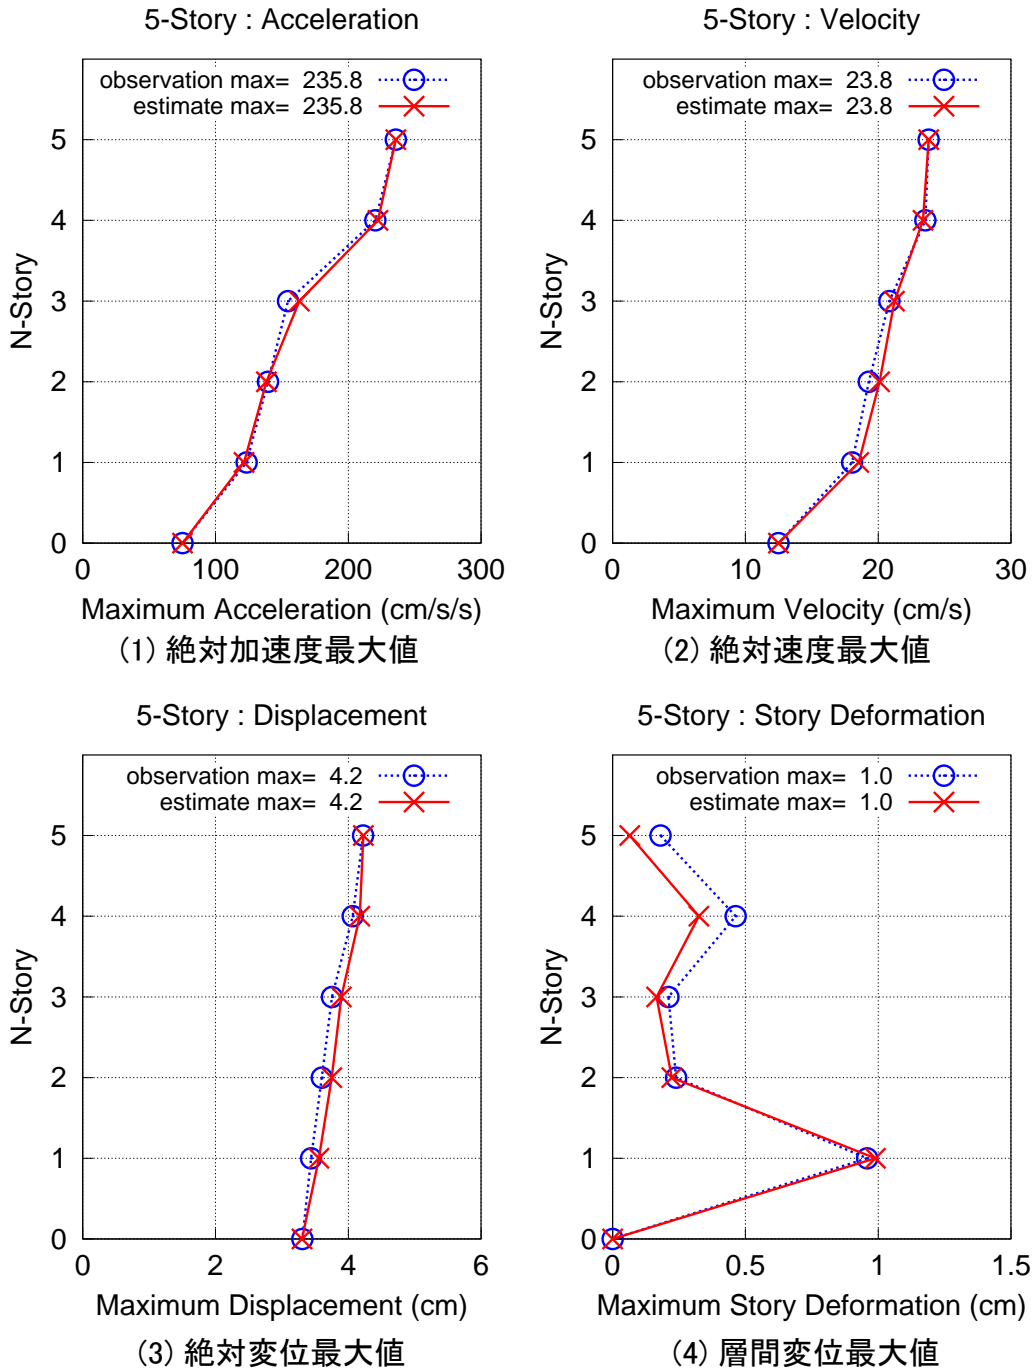 5-Story : Acceleration
observation max= 235.8
estimate max= 235.8
N-Story
5
4
3
2
1
0
0 100 200 300
Maximum Acceleration (cm/s/s)
(1) 絶対加速度最大値
5-Story : Velocity
observation max= 23.8
estimate max= 23.8
N-Story
5
4
3
2
1
0
0 10 20 30
Maximum Velocity (cm/s)
(2) 絶対速度最大値
5-Story : Displacement
observation max= 4.2
estimate max= 4.2
N-Story
5
4
3
2
1
0
0 2 4 6
Maximum Displacement (cm)
(3) 絶対変位最大値
5-Story : Story Deformation
observation max= 1.0
estimate max= 1.0
N-Story
5
4
3
2
1
0
0 0.5 1 1.5
Maximum Story Deformation (cm)
(4) 層間変位最大値